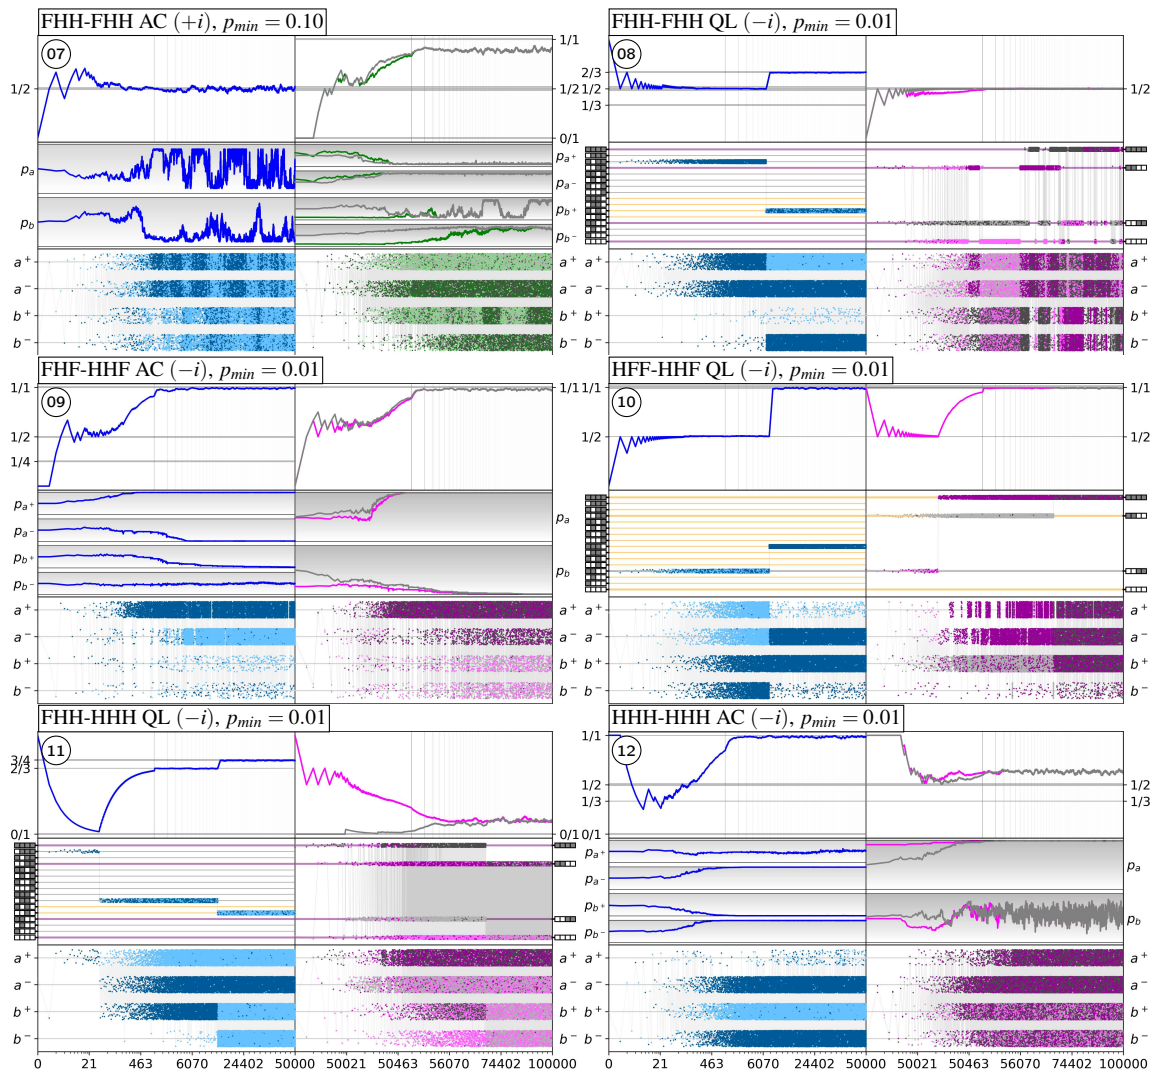 FHH-FHH AC (+i), p_min = 0.10
07
1/2
1/1
1/2
0/1
p_a
p_b
p_a+
p_a−
p_b+
p_b−
a+ a+
a− a−
b+ b+
b− b−
FHH-FHH QL (−i), p_min = 0.01
08
2/3
1/2
1/3
1/2
a+ a+
a− a−
b+ b+
b− b−
FHF-HHF AC (−i), p_min = 0.01
09
1/1
1/2
1/4
1/1
p_a+
p_a−
p_b+
p_b−
p_a
p_b
a+ a+
a− a−
b+ b+
b− b−
HFF-HHF QL (−i), p_min = 0.01
10
1/1
1/2
1/1
1/2
a+ a+
a− a−
b+ b+
b− b−
FHH-HHH QL (−i), p_min = 0.01
11
3/4
2/3
0/1
0/1
a+ a+
a− a−
b+ b+
b− b−
0 21 463 6070 24402 50000 50021 50463 56070 74402 100000
HHH-HHH AC (−i), p_min = 0.01
12
1/1
1/2
1/3
0/1
1/2
1/3
0/1
p_a+
p_a−
p_b+
p_b−
p_a
p_b
a+ a+
a− a−
b+ b+
b− b−
0 21 463 6070 24402 50000 50021 50463 56070 74402 100000